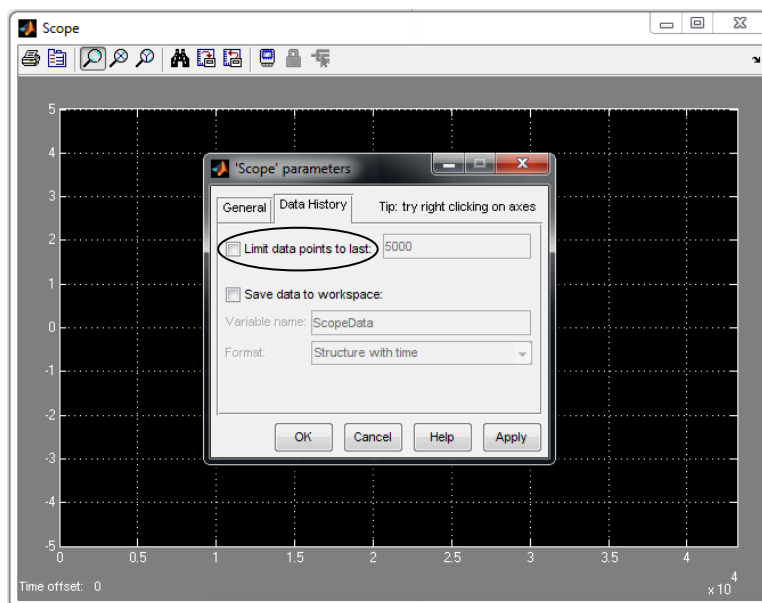 Scope
5
4
3
2
1
0
-1
-2
-3
-4
-5
'Scope' parameters
General
Data History
Tip: try right clicking on axes
Limit data points to last:
5000
Save data to workspace:
Variable name:
ScopeData
Format:
Structure with time
OK
Cancel
Help
Apply
0
0.5
1
1.5
2
2.5
3
3.5
4
Time offset: 0
x 10^4